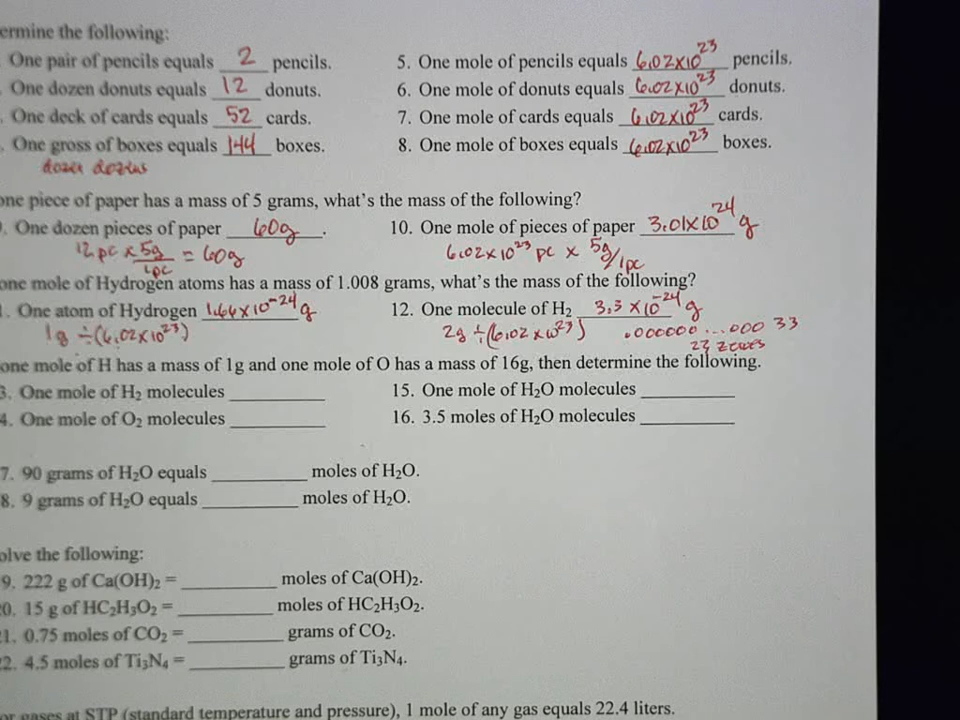 ermine the following:
One pair of pencils equals 2 pencils.
One dozen donuts equals 12 donuts.
One deck of cards equals 52 cards.
One gross of boxes equals 144 boxes.
dozen dozens
5. One mole of pencils equals 6.02x10^23 pencils.
6. One mole of donuts equals 6.02x10^23 donuts.
7. One mole of cards equals 6.02x10^23 cards.
8. One mole of boxes equals 6.02x10^23 boxes.
one piece of paper has a mass of 5 grams, what's the mass of the following?
. One dozen pieces of paper 60g.
12 pc x 5g/1pc = 60g
10. One mole of pieces of paper 3.01x10^24 g
6.02x10^23 pc x 5g/1pc
one mole of Hydrogen atoms has a mass of 1.008 grams, what's the mass of the following?
. One atom of Hydrogen 1.66x10^-24 g
1g ÷(6.02x10^23)
12. One molecule of H₂ 3.3x10^-24 g
2g ÷(6.02x10^23) .000000...000 33
23 zeroes
one mole of H has a mass of 1g and one mole of O has a mass of 16g, then determine the following.
3. One mole of H₂ molecules
4. One mole of O₂ molecules
15. One mole of H₂O molecules
16. 3.5 moles of H₂O molecules
7. 90 grams of H₂O equals moles of H₂O.
8. 9 grams of H₂O equals moles of H₂O.
olve the following:
9. 222 g of Ca(OH)₂ = moles of Ca(OH)₂.
0. 15 g of HC₂H₃O₂ = moles of HC₂H₃O₂.
1. 0.75 moles of CO₂ = grams of CO₂.
2. 4.5 moles of Ti₃N₄ = grams of Ti₃N₄.
or gases at STP (standard temperature and pressure), 1 mole of any gas equals 22.4 liters.